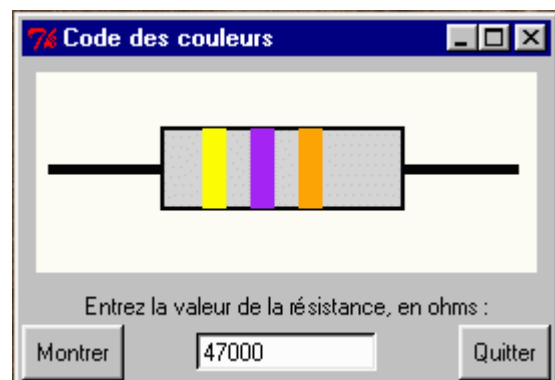 Code des couleurs
Entrez la valeur de la résistance, en ohms :
Montrer 47000 Quitter